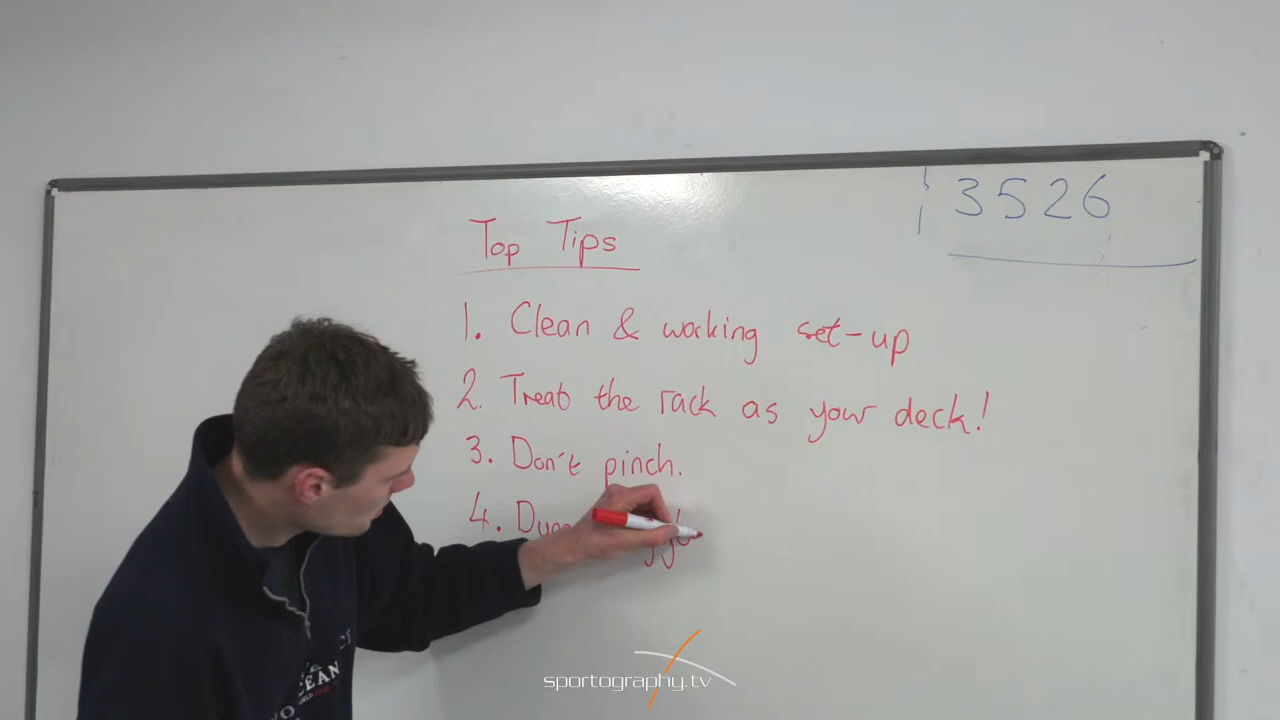 3526
Top Tips
1. Clean & working set-up
2. Treat the rack as your deck!
3. Don't pinch.
4.
sportography.tv
OCEAN